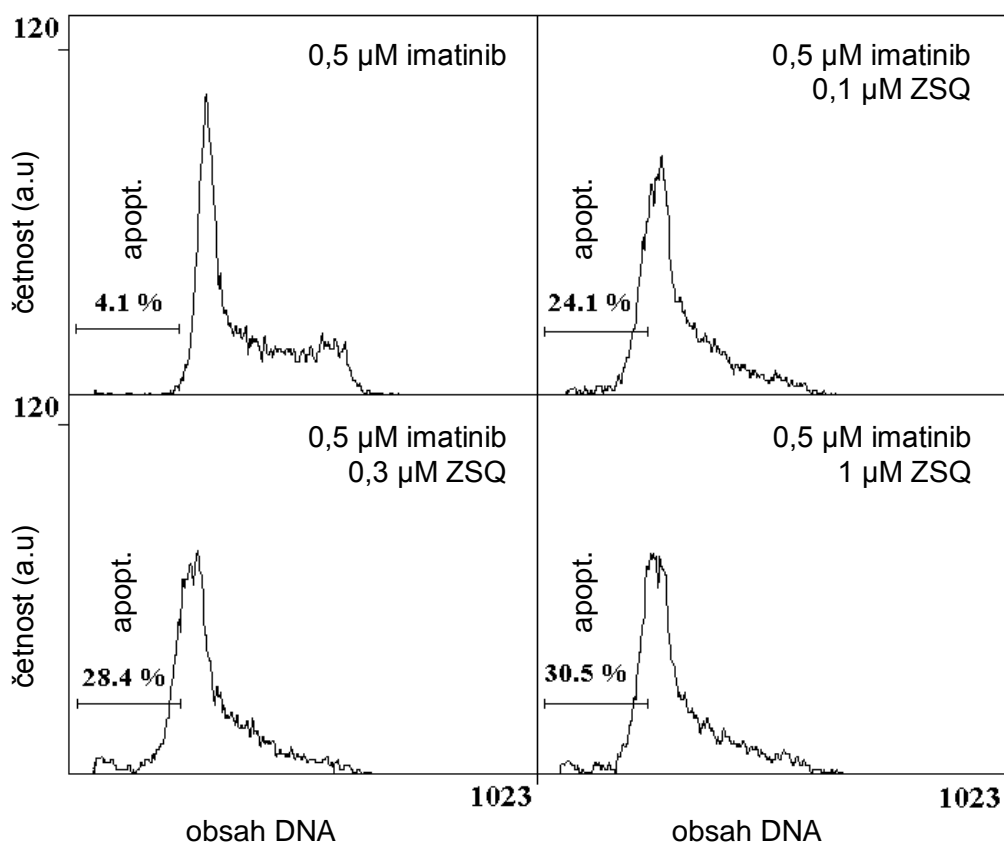 120
0,5 µM imatinib
četnost (a.u)
apopt.
4.1 %
0,5 µM imatinib
0,1 µM ZSQ
apopt.
24.1%
120
0,5 µM imatinib
0,3 µM ZSQ
četnost (a.u)
apopt.
28.4 %
0,5 µM imatinib
1 µM ZSQ
apopt.
30.5 %
1023
1023
obsah DNA
obsah DNA